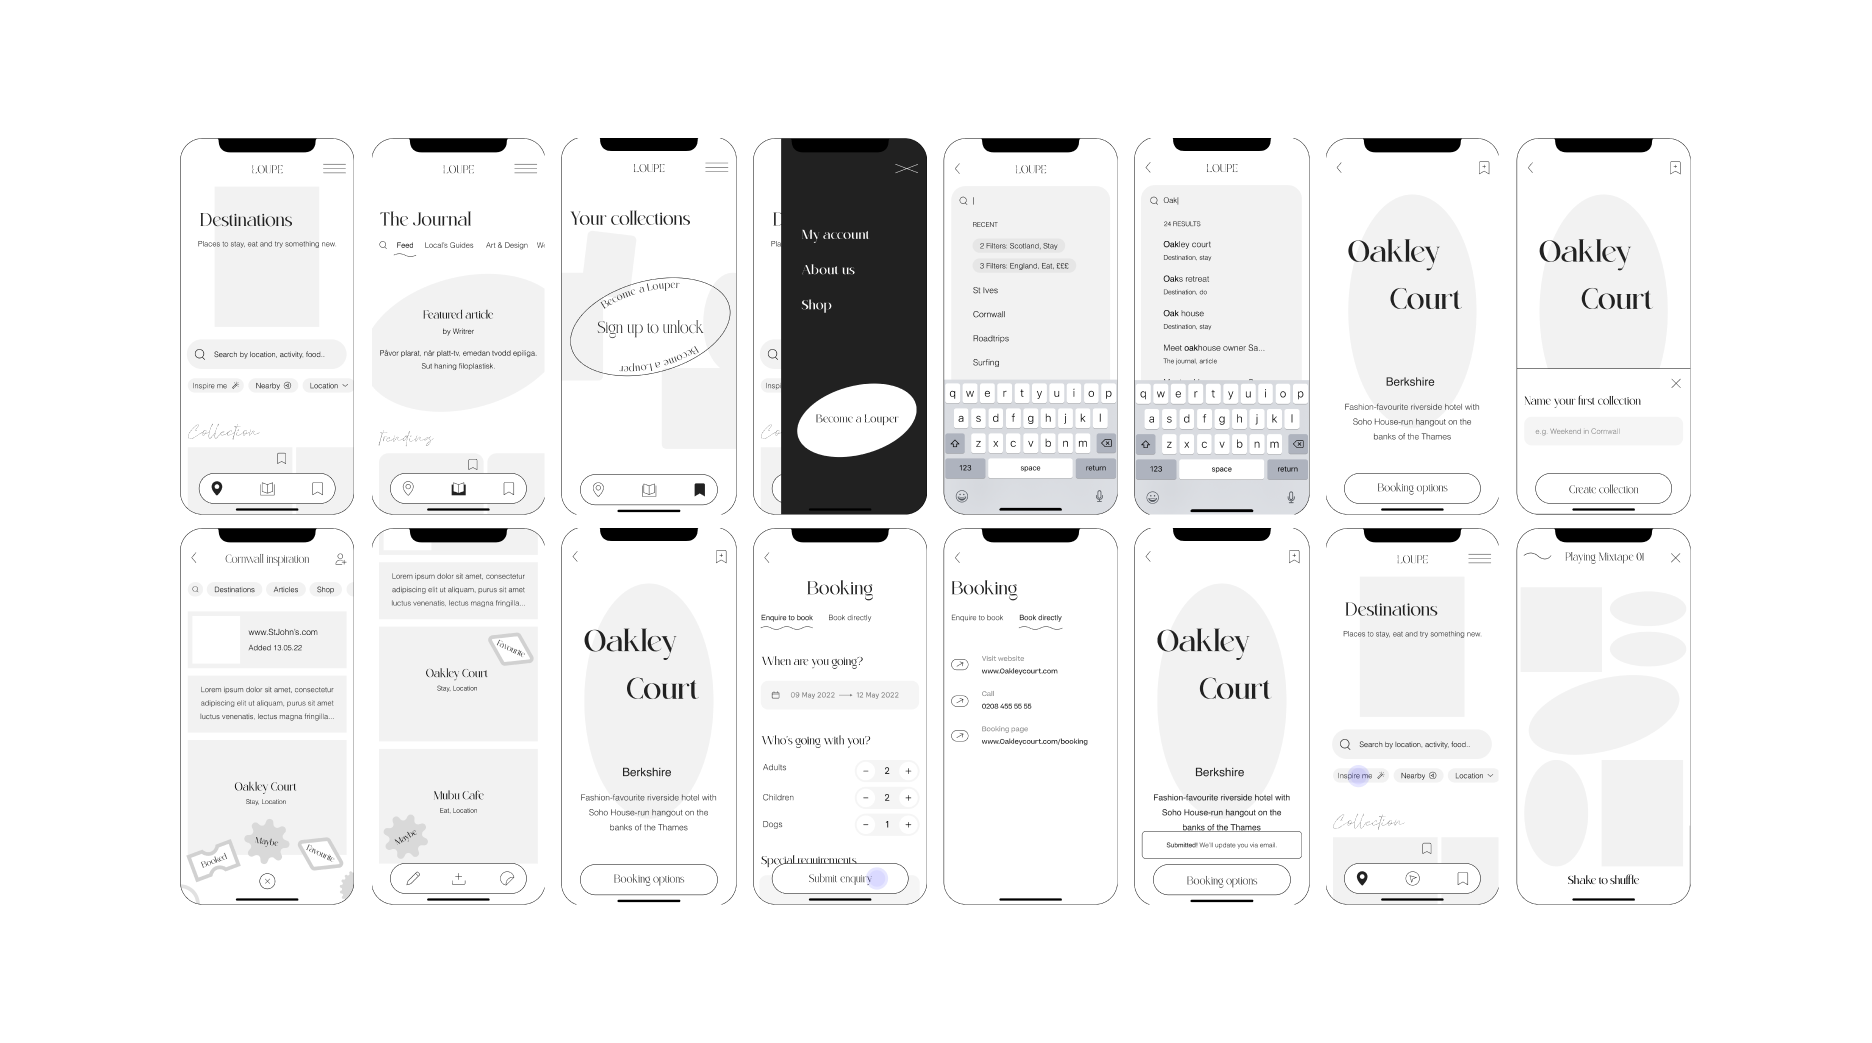 LOUPE
Destinations
Places to stay, eat and try something new.
Search by location, activity, food..
Inspire me
Nearby
Location
Collection
LOUPE
The Journal
Feed
Local's Guides
Art & Design
We
Featured article
by Writrer
Påvor plarat, når platt-tv, emedan tvodd epiliga.
Sut haning filoplastisk.
Trending
LOUPE
Your collections
Become a Louper
Sign up to unlock
Become a Louper
D
Pla
Inspi
Co
My account
About us
Shop
Become a Louper
LOUPE
RECENT
2 Filters: Scotland, Stay
3 Filters: England, Eat, £££
St Ives
Cornwall
Roadtrips
Surfing
q w e r t y u i o p
a s d f g h j k l
z x c v b n m
123 space return
LOUPE
Oak
24 RESULTS
Oakley court
Destination, stay
Oaks retreat
Destination, do
Oak house
Destination, stay
Meet oakhouse owner Sa...
The journal, article
q w e r t y u i o p
a s d f g h j k l
z x c v b n m
123 space return
Oakley
Court
Berkshire
Fashion-favourite riverside hotel with
Soho House-run hangout on the
banks of the Thames
Booking options
Oakley
Court
Name your first collection
e.g. Weekend in Cornwall
Create collection
Cornwall inspiration
Destinations
Articles
Shop
www.StJohn's.com
Added 13.05.22
Lorem ipsum dolor sit amet, consectetur
adipiscing elit ut aliquam, purus sit amet
luctus venenatis, lectus magna fringilla...
Oakley Court
Stay, Location
Booked
Maybe
Favourite
Lorem ipsum dolor sit amet, consectetur
adipiscing elit ut aliquam, purus sit amet
luctus venenatis, lectus magna fringilla...
Favourite
Oakley Court
Stay, Location
Mubu Cafe
Eat, Location
Maybe
Oakley
Court
Berkshire
Fashion-favourite riverside hotel with
Soho House-run hangout on the
banks of the Thames
Booking options
Booking
Enquire to book
Book directly
When are you going?
09 May 2022
12 May 2022
Who's going with you?
Adults
2
Children
2
Dogs
1
Special requirements
Submit enquiry
Booking
Enquire to book
Book directly
Visit website
www.Oakleycourt.com
Call
0208 455 55 55
Booking page
www.Oakleycourt.com/booking
Oakley
Court
Berkshire
Fashion-favourite riverside hotel with
Soho House-run hangout on the
banks of the Thames
Submitted! We'll update you via email.
Booking options
LOUPE
Destinations
Places to stay, eat and try something new.
Search by location, activity, food..
Inspire me
Nearby
Location
Collection
Playing Mixtape 01
Shake to shuffle